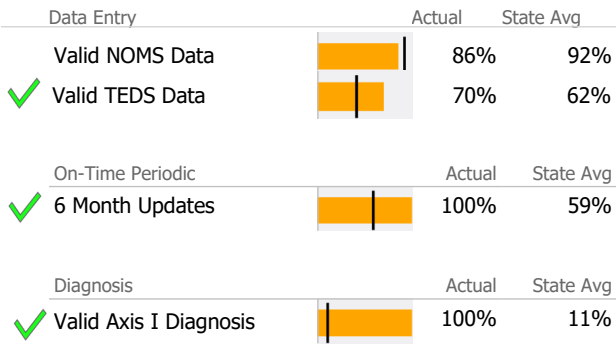 Data Entry Actual State Avg
Valid NOMS Data 86% 92%
Valid TEDS Data 70% 62%
On-Time Periodic Actual State Avg
6 Month Updates 100% 59%
Diagnosis Actual State Avg
Valid Axis I Diagnosis 100% 11%